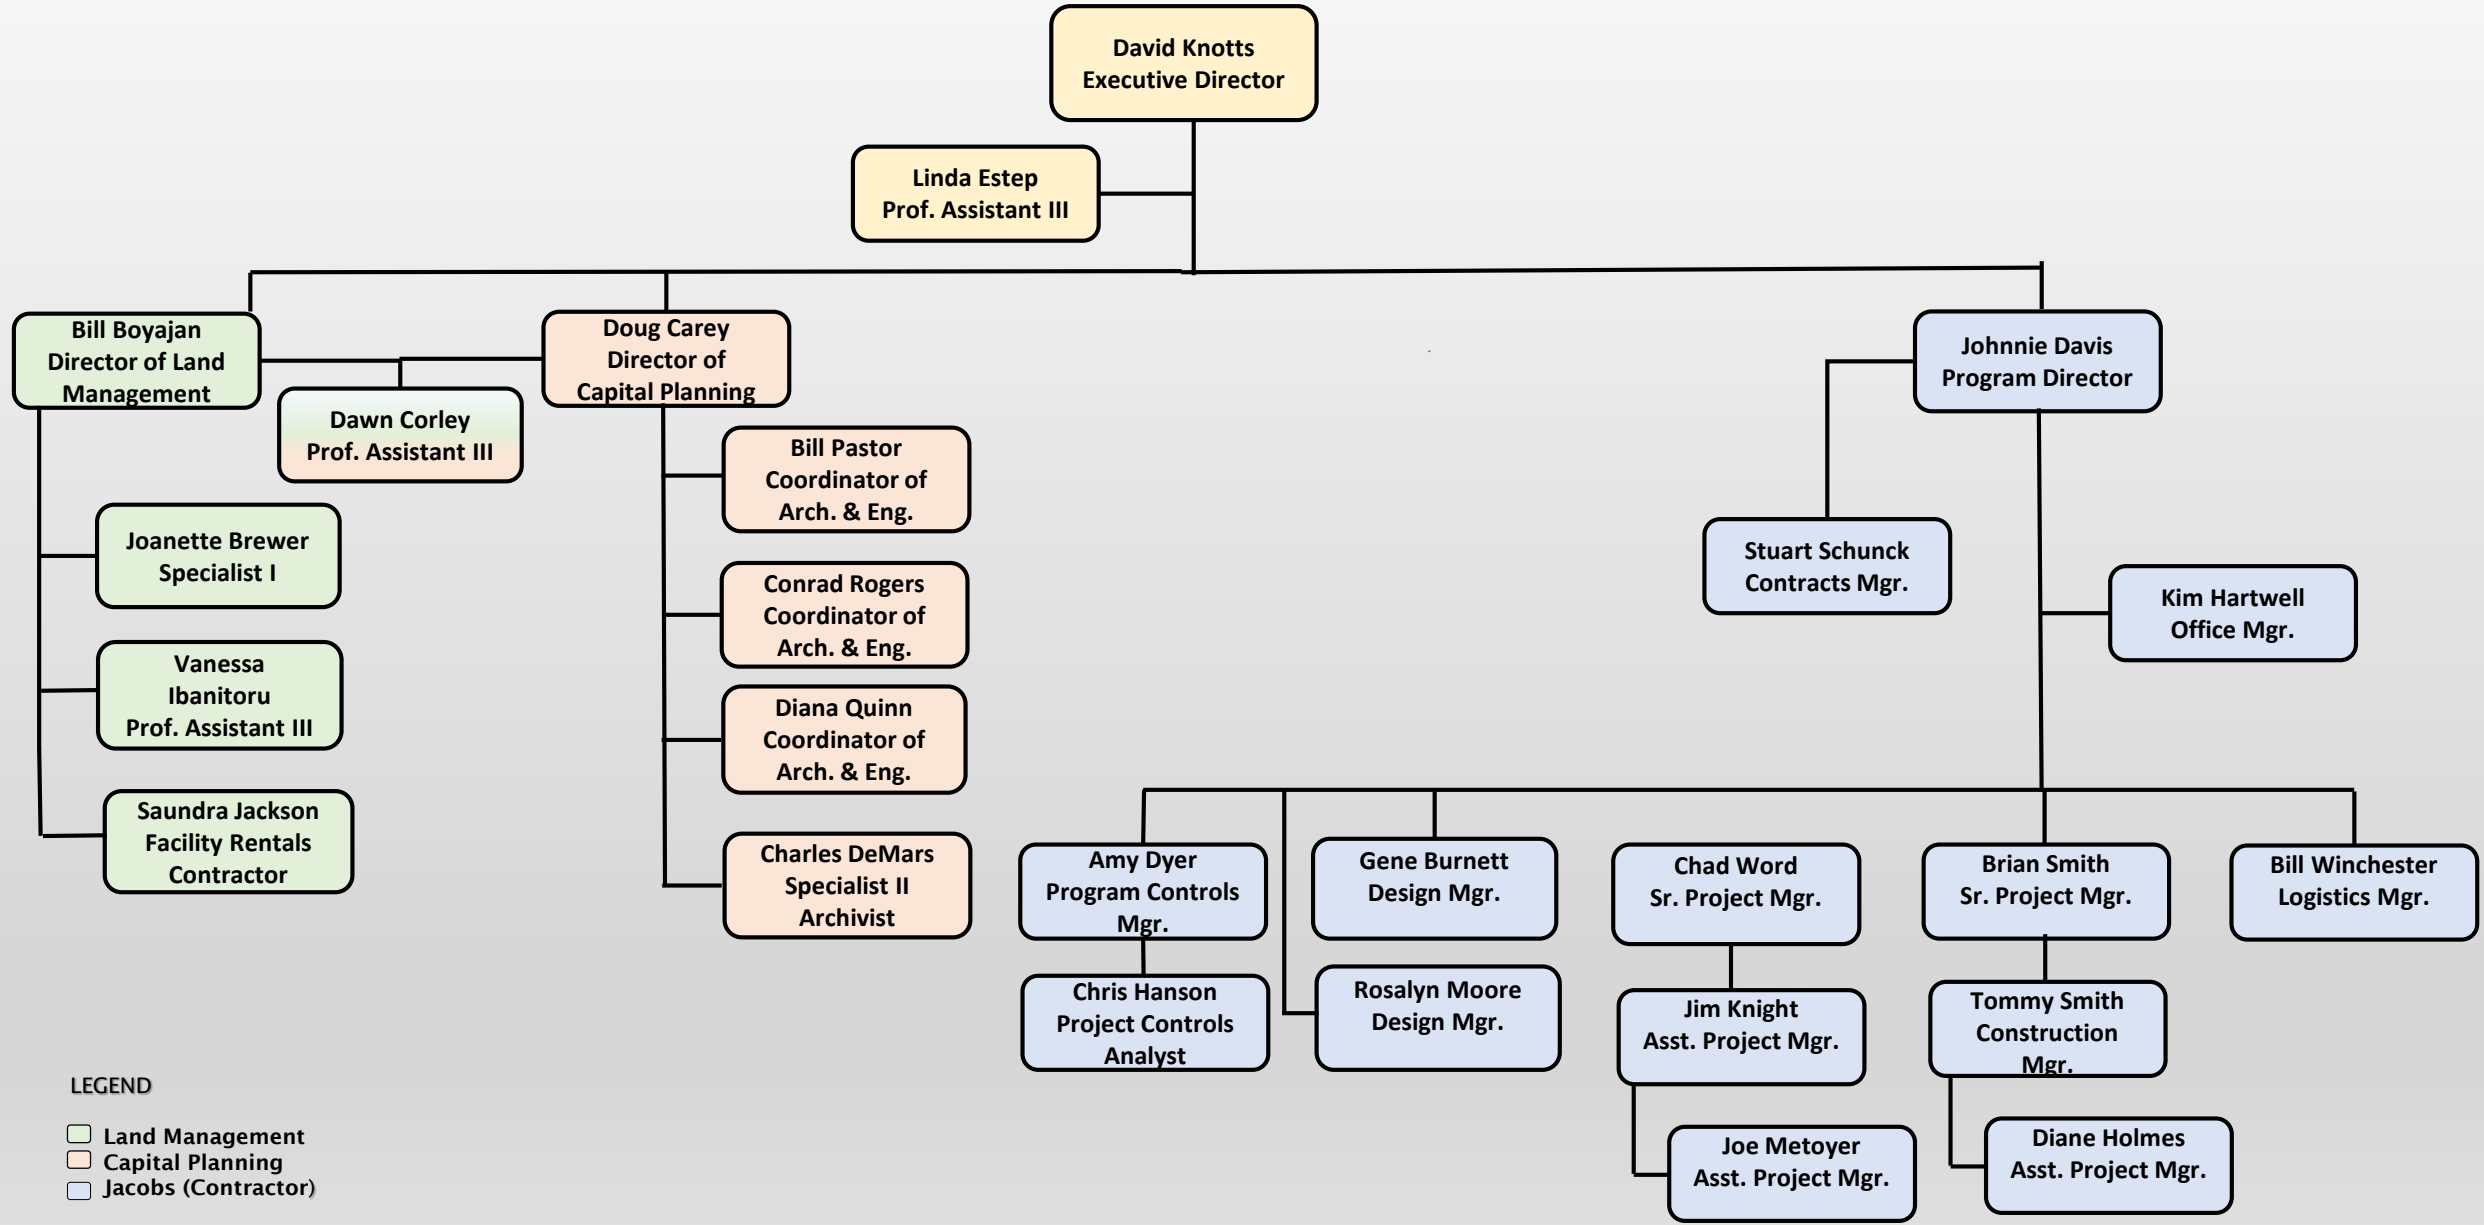 David Knotts
Executive Director
Linda Estep
Prof. Assistant III
Bill Boyajan
Director of Land
Management
Dawn Corley
Prof. Assistant III
Joanette Brewer
Specialist I
Vanessa
Ibanitoru
Prof. Assistant III
Saundra Jackson
Facility Rentals
Contractor
Doug Carey
Director of
Capital Planning
Bill Pastor
Coordinator of
Arch. & Eng.
Conrad Rogers
Coordinator of
Arch. & Eng.
Diana Quinn
Coordinator of
Arch. & Eng.
Charles DeMars
Specialist II
Archivist
Johnnie Davis
Program Director
Stuart Schunck
Contracts Mgr.
Kim Hartwell
Office Mgr.
Amy Dyer
Program Controls
Mgr.
Chris Hanson
Project Controls
Analyst
Gene Burnett
Design Mgr.
Rosalyn Moore
Design Mgr.
Chad Word
Sr. Project Mgr.
Jim Knight
Asst. Project Mgr.
Joe Metoyer
Asst. Project Mgr.
Brian Smith
Sr. Project Mgr.
Tommy Smith
Construction
Mgr.
Diane Holmes
Asst. Project Mgr.
Bill Winchester
Logistics Mgr.
LEGEND
Land Management
Capital Planning
Jacobs (Contractor)